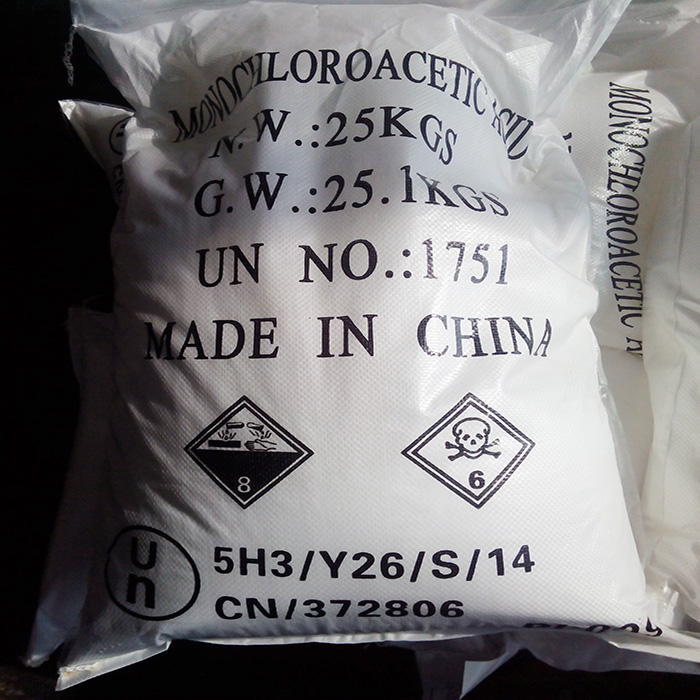 MONOCHLOROACETIC ACID
N.W.:25KGS
G.W.:25.1KGS
UN NO.:1751
MADE IN CHINA
8
6
un
5H3/Y26/S/14
CN/372806
MONOCHLOROACETIC